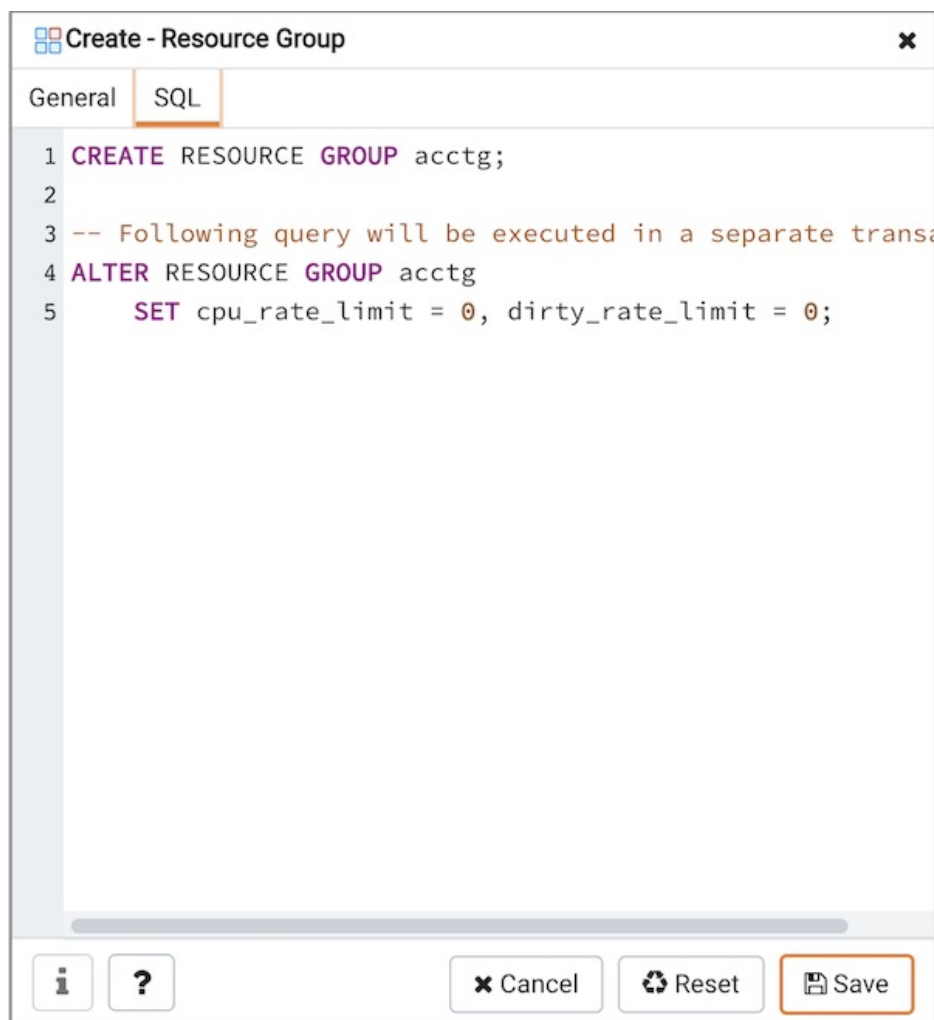 Create - Resource Group
General SQL
1 CREATE RESOURCE GROUP acctg;
2
3 -- Following query will be executed in a separate
4 ALTER RESOURCE GROUP acctg
5 SET cpu_rate_limit = 0, dirty_rate_limit = 0;
i ? Cancel Reset Save